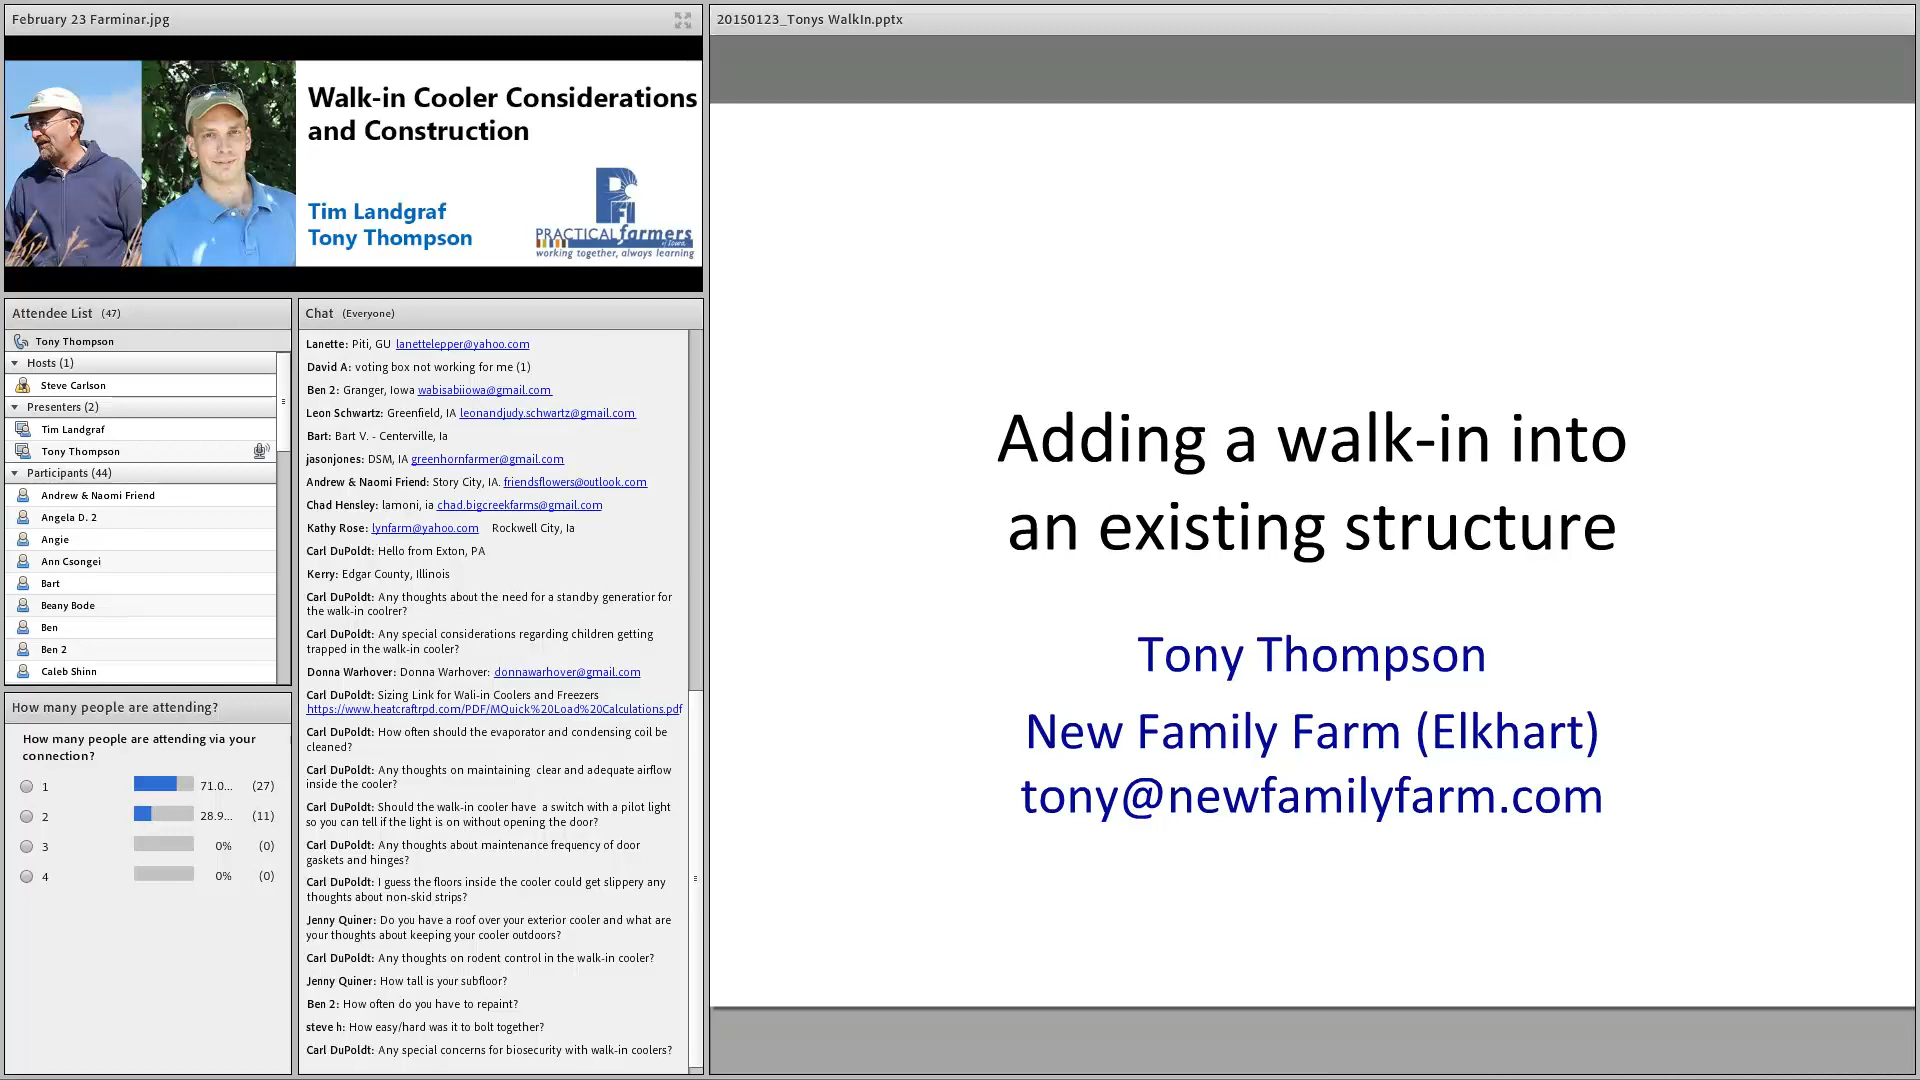 February 23 Farminar.jpg
Walk-in Cooler Considerations
and Construction
Tim Landgraf
Tony Thompson
PFI
PRACTICAL farmers
of Iowa
working together, always learning
Attendee List (47)
Tony Thompson
Hosts (1)
Steve Carlson
Presenters (2)
Tim Landgraf
Tony Thompson
Participants (44)
Andrew & Naomi Friend
Angela D. 2
Angie
Ann Csongei
Bart
Beany Bode
Ben
Ben 2
Caleb Shinn
How many people are attending?
How many people are attending via your
connection?
1 71.0... (27)
2 28.9... (11)
3 0% (0)
4 0% (0)
Chat (Everyone)
Lanette: Piti, GU lanettelepper@yahoo.com
David A: voting box not working for me (1)
Ben 2: Granger, Iowa wabisabiiowa@gmail.com
Leon Schwartz: Greenfield, IA leonandjudy.schwartz@gmail.com
Bart: Bart V. - Centerville, Ia
jasonjones: DSM, IA greenhornfarmer@gmail.com
Andrew & Naomi Friend: Story City, IA. friendsflowers@outlook.com
Chad Hensley: lamoni, ia chad.bigcreekfarms@gmail.com
Kathy Rose: lynfarm@yahoo.com Rockwell City, Ia
Carl DuPoldt: Hello from Exton, PA
Kerry: Edgar County, Illinois
Carl DuPoldt: Any thoughts about the need for a standby generatior for
the walk-in coolrer?
Carl DuPoldt: Any special considerations regarding children getting
trapped in the walk-in cooler?
Donna Warhover: Donna Warhover: donnawarhover@gmail.com
Carl DuPoldt: Sizing Link for Wali-in Coolers and Freezers
https://www.heatcraftrpd.com/PDF/MQuick%20Load%20Calculations.pdf
Carl DuPoldt: How often should the evaporator and condensing coil be
cleaned?
Carl DuPoldt: Any thoughts on maintaining clear and adequate airflow
inside the cooler?
Carl DuPoldt: Should the walk-in cooler have a switch with a pilot light
so you can tell if the light is on without opening the door?
Carl DuPoldt: Any thoughts about maintenance frequency of door
gaskets and hinges?
Carl DuPoldt: I guess the floors inside the cooler could get slippery any
thoughts about non-skid strips?
Jenny Quiner: Do you have a roof over your exterior cooler and what are
your thoughts about keeping your cooler outdoors?
Carl DuPoldt: Any thoughts on rodent control in the walk-in cooler?
Jenny Quiner: How tall is your subfloor?
Ben 2: How often do you have to repaint?
steve h: How easy/hard was it to bolt together?
Carl DuPoldt: Any special concerns for biosecurity with walk-in coolers?
20150123_Tonys WalkIn.pptx
Adding a walk-in into
an existing structure
Tony Thompson
New Family Farm (Elkhart)
tony@newfamilyfarm.com